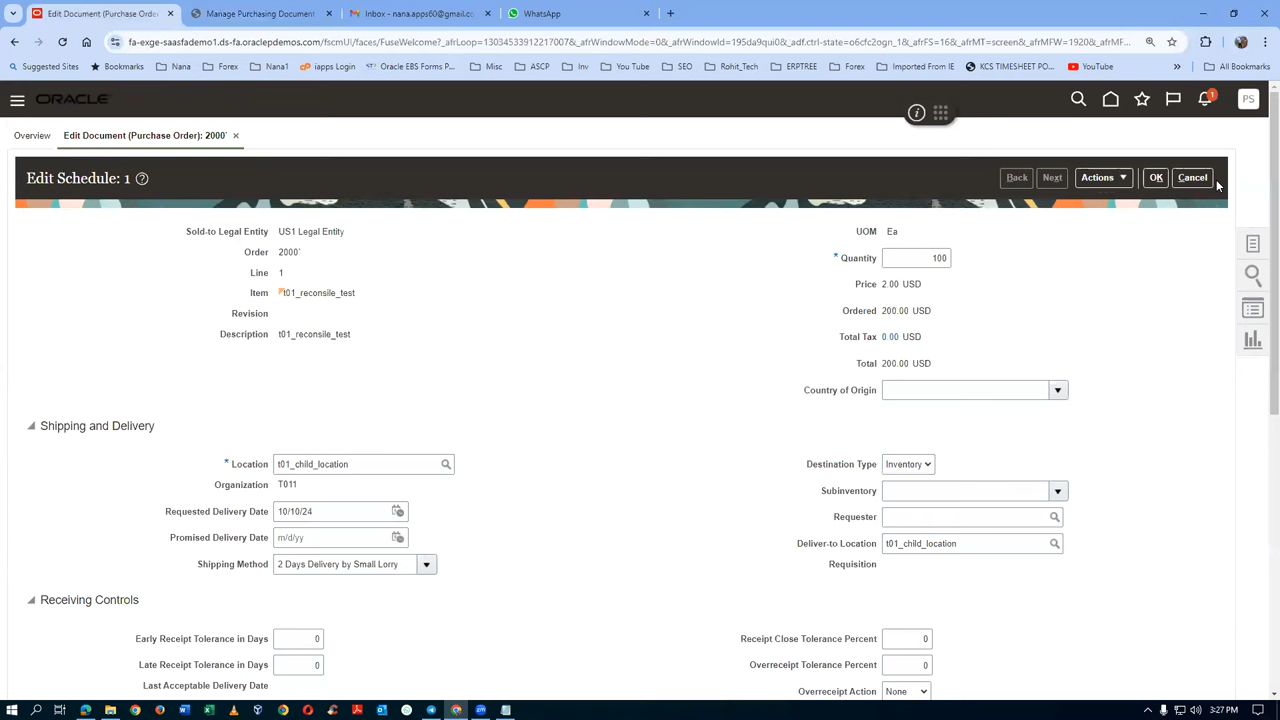 Edit Document (Purchase Ord
Manage Purchasing Document
Inbox - nana.apps60@gmail.co
WhatsApp
fa-exge-saasfademo1.ds-fa.oraclepdemos.com/fscmUI/faces/FuseWelcome?_afrLoop=13034533912217007&_afrWindowMode=0&_afrWindowId=195da9qui0&_adf.ctrl-state=o6cfc2ogn_1&_afrFS=16&_afrMT=screen&_afrMFW=1920&_afrMF...
Suggested Sites Bookmarks Nana Forex Nana1 iapps Login Oracle EBS Forms P... Misc ASCP Inv You Tube SEO Rohit_Tech ERPTREE Forex Imported From IE KCS TIMESHEET PO... YouTube » All Bookmarks
ORACLE 1 PS
Overview Edit Document (Purchase Order): 2000`
Edit Schedule: 1 Back Next Actions OK Cancel
Sold-to Legal Entity US1 Legal Entity UOM Ea
Order 2000`
* Quantity 100
Line 1
Price 2.00 USD
Item t01_reconsile_test
Revision Ordered 200.00 USD
Description t01_reconsile_test Total Tax 0.00 USD
Total 200.00 USD
Country of Origin
Shipping and Delivery
* Location t01_child_location Destination Type Inventory
Organization T011 Subinventory
Requested Delivery Date 10/10/24 Requester
Promised Delivery Date m/d/yy Deliver-to Location t01_child_location
Shipping Method 2 Days Delivery by Small Lorry Requisition
Receiving Controls
Early Receipt Tolerance in Days 0 Receipt Close Tolerance Percent 0
Late Receipt Tolerance in Days 0 Overreceipt Tolerance Percent 0
Last Acceptable Delivery Date Overreceipt Action None
3:27 PM